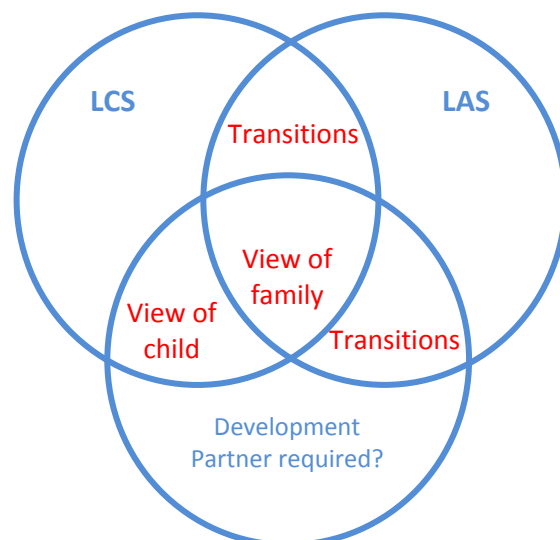 LCS
LAS
Transitions
View of
family
View of
child
Transitions
Development
Partner required?